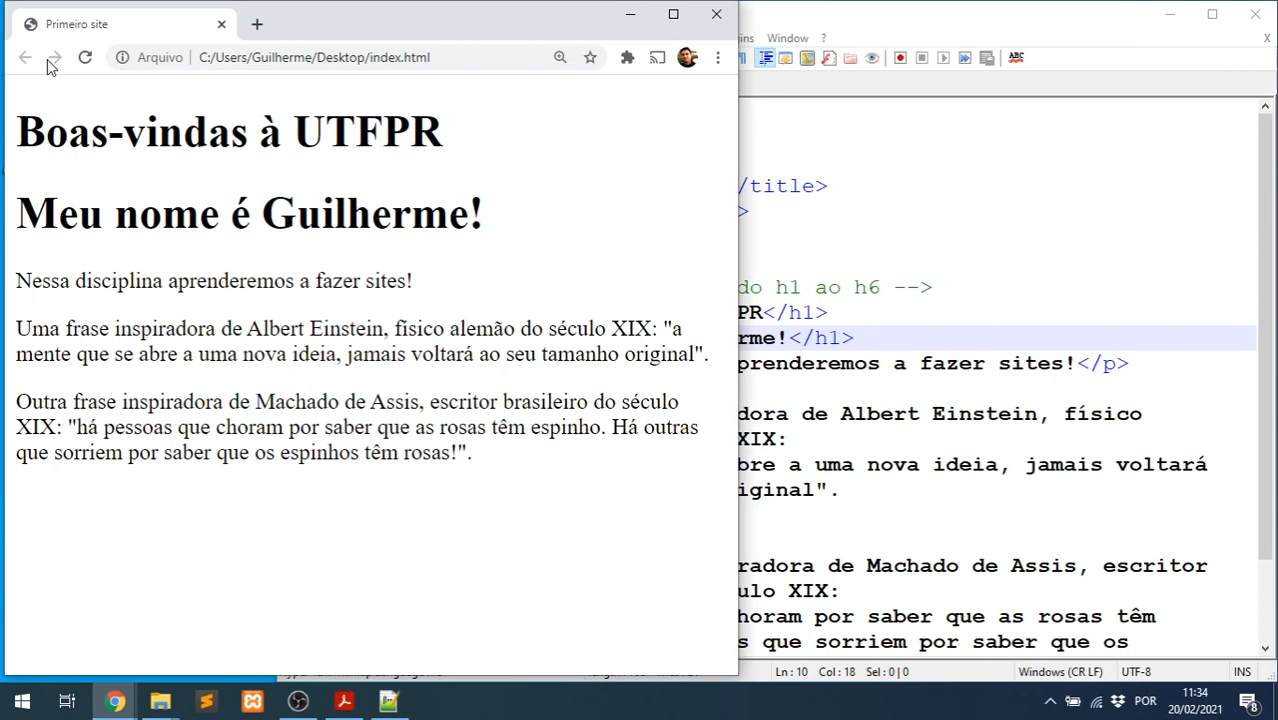 Primeiro site
Arquivo
C:/Users/Guilherme/Desktop/index.html
Boas-vindas à UTFPR
Meu nome é Guilherme!
Nessa disciplina aprenderemos a fazer sites!
Uma frase inspiradora de Albert Einstein, físico alemão do século XIX: "a
mente que se abre a uma nova ideia, jamais voltará ao seu tamanho original".
Outra frase inspiradora de Machado de Assis, escritor brasileiro do século
XIX: "há pessoas que choram por saber que as rosas têm espinho. Há outras
que sorriem por saber que os espinhos têm rosas!".
Window ?
X
ABC
/title>
>
do h1 ao h6 -->
PR</h1>
rme!</h1>
prenderemos a fazer sites!</p>
dora de Albert Einstein, físico
XIX:
bre a uma nova ideia, jamais voltará
iginal".
radora de Machado de Assis, escritor
ulo XIX:
horam por saber que as rosas têm
s que sorriem por saber que os
Ln : 10 Col : 18 Sel : 0 | 0
Windows (CR LF)
UTF-8
INS
POR
11:34
20/02/2021
8